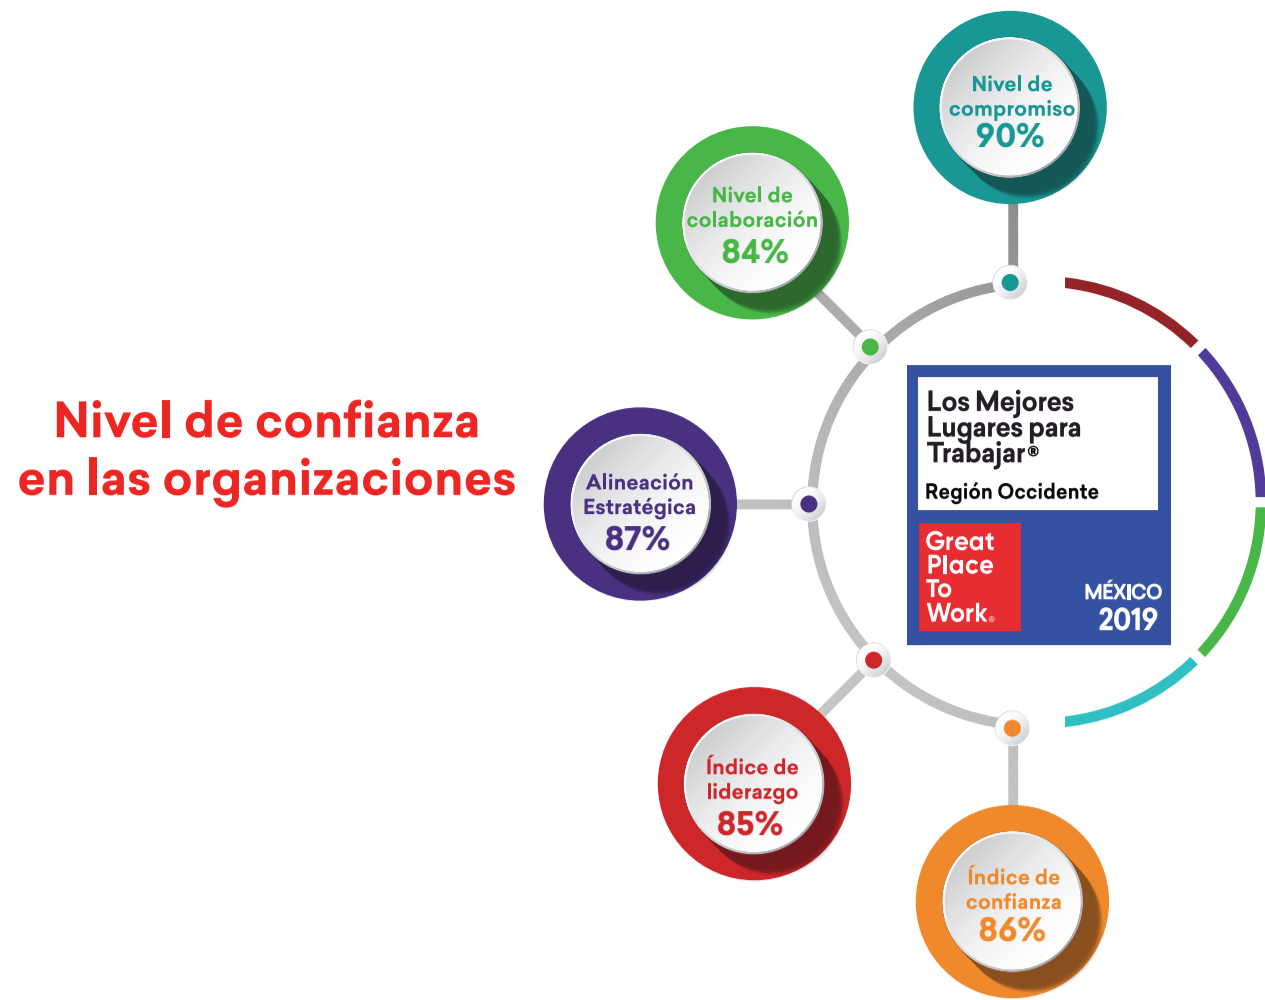 Nivel de confianza
en las organizaciones
Nivel de
compromiso
90%
Nivel de
colaboración
84%
Alineación
Estratégica
87%
Índice de
liderazgo
85%
Índice de
confianza
86%
Los Mejores
Lugares para
Trabajar®
Región Occidente
Great
Place
To
Work®
MÉXICO
2019